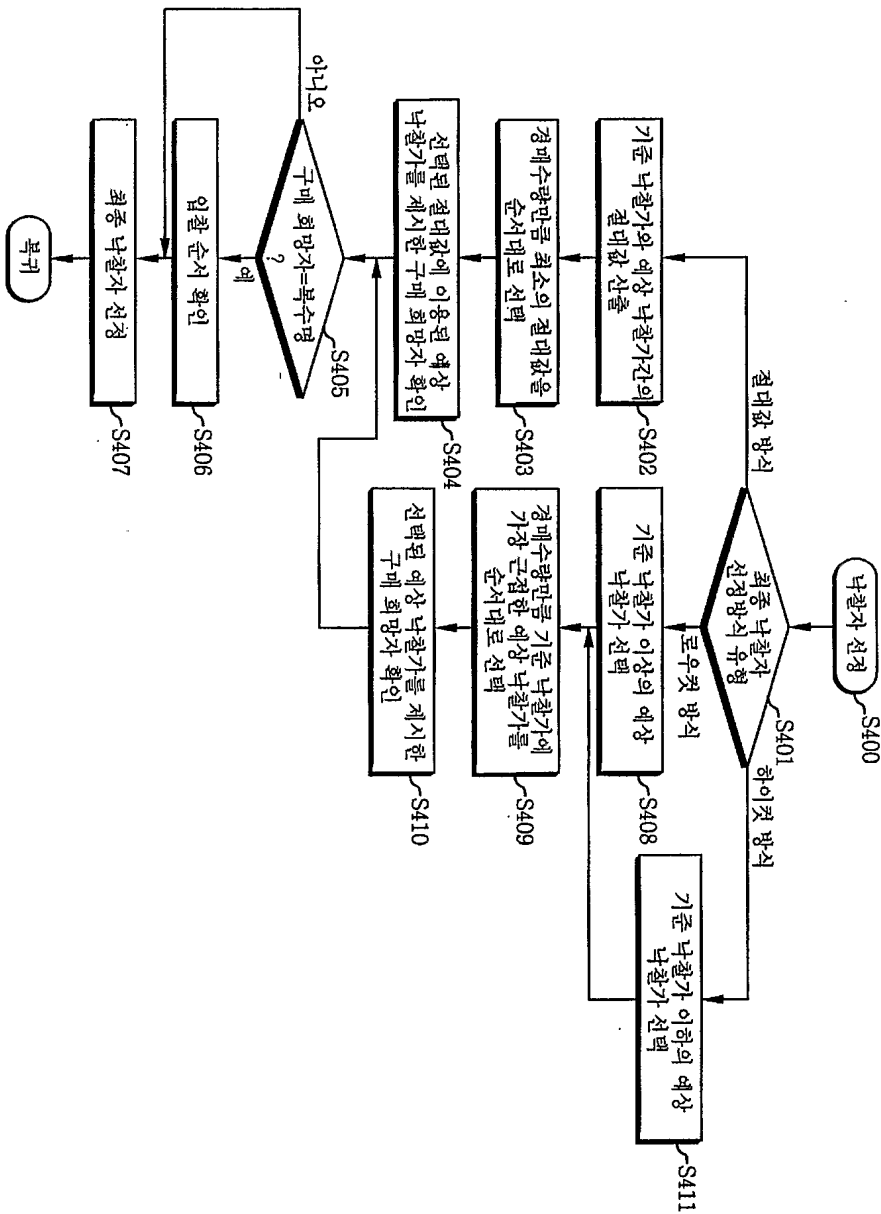 낙찰자 선정
S400
최종 낙찰자
선정방식 유형
S401
절대값 방식
로우컷 방식
하이컷 방식
기준 낙찰가와 예상 낙찰가간의
절대값 산출
S402
경매수량만큼 최소의 절대값을
순서대로 선택
S403
선택된 절대값에 이용된 예상
낙찰가를 제시한 구매 희망자 확인
S404
구매 희망자=복수명
?
S405
아니오
예
입찰 순서 확인
S406
최종 낙찰자 선정
S407
복귀
기준 낙찰가 이상의 예상
낙찰가 선택
S408
경매수량만큼 기준 낙찰가에
가장 근접한 예상 낙찰가를
순서대로 선택
S409
선택된 예상 낙찰가를 제시한
구매 희망자 확인
S410
기준 낙찰가 이하의 예상
낙찰가 선택
S411